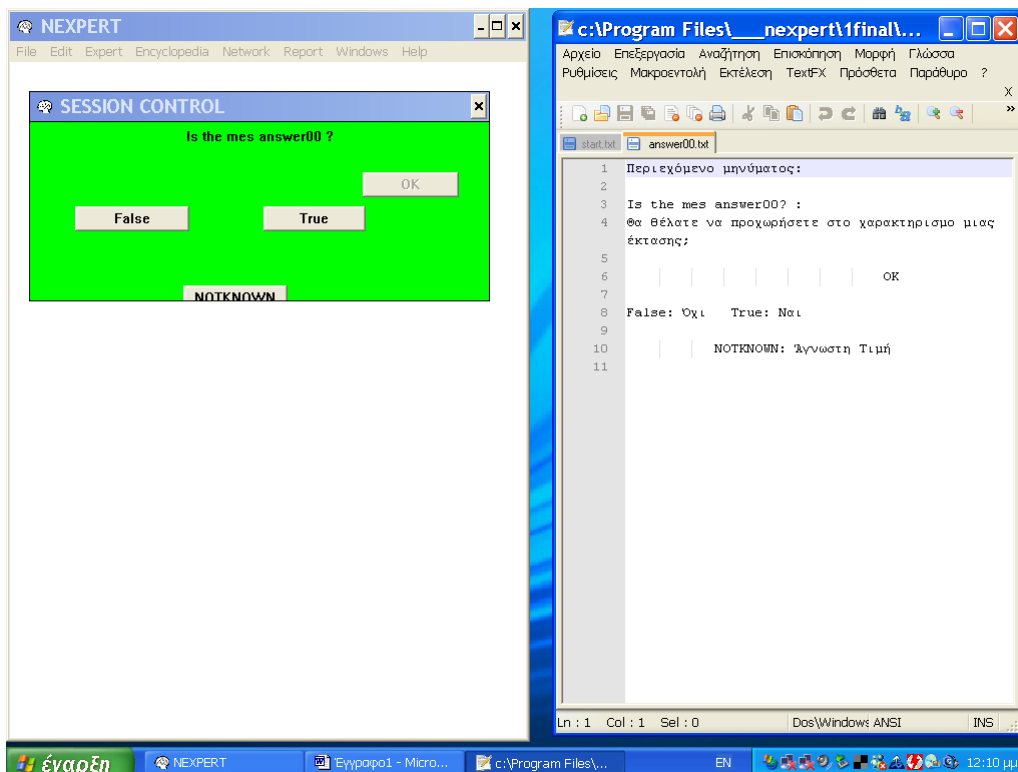 NEXPERT
File Edit Expert Encyclopedia Network Report Windows Help
SESSION CONTROL
Is the mes answer00 ?
OK
False True
NOTKNOWN
c:\Program Files\___nexpert\1final\...
Αρχείο Επεξεργασία Αναζήτηση Επισκόπηση Μορφή Γλώσσα
Ρυθμίσεις Μακροεντολή Εκτέλεση TextFX Πρόσθετα Παράθυρο ?
X
start.txt answer00.txt
1 Περιεχόμενο μηνύματος:
2
3 Is the mes answer00? :
4 Θα θέλατε να προχωρήσετε στο χαρακτηρισμο μιας
έκτασης;
5
6 OK
7
8 False: Όχι True: Ναι
9
10 NOTKNOWN: Άγνωστη Τιμή
11
Ln : 1 Col : 1 Sel : 0 Dos\Windows ANSI INS
έναρξη NEXPERT Έγγραφο1 - Micro... c:\Program Files\... EN 12:10 μμ